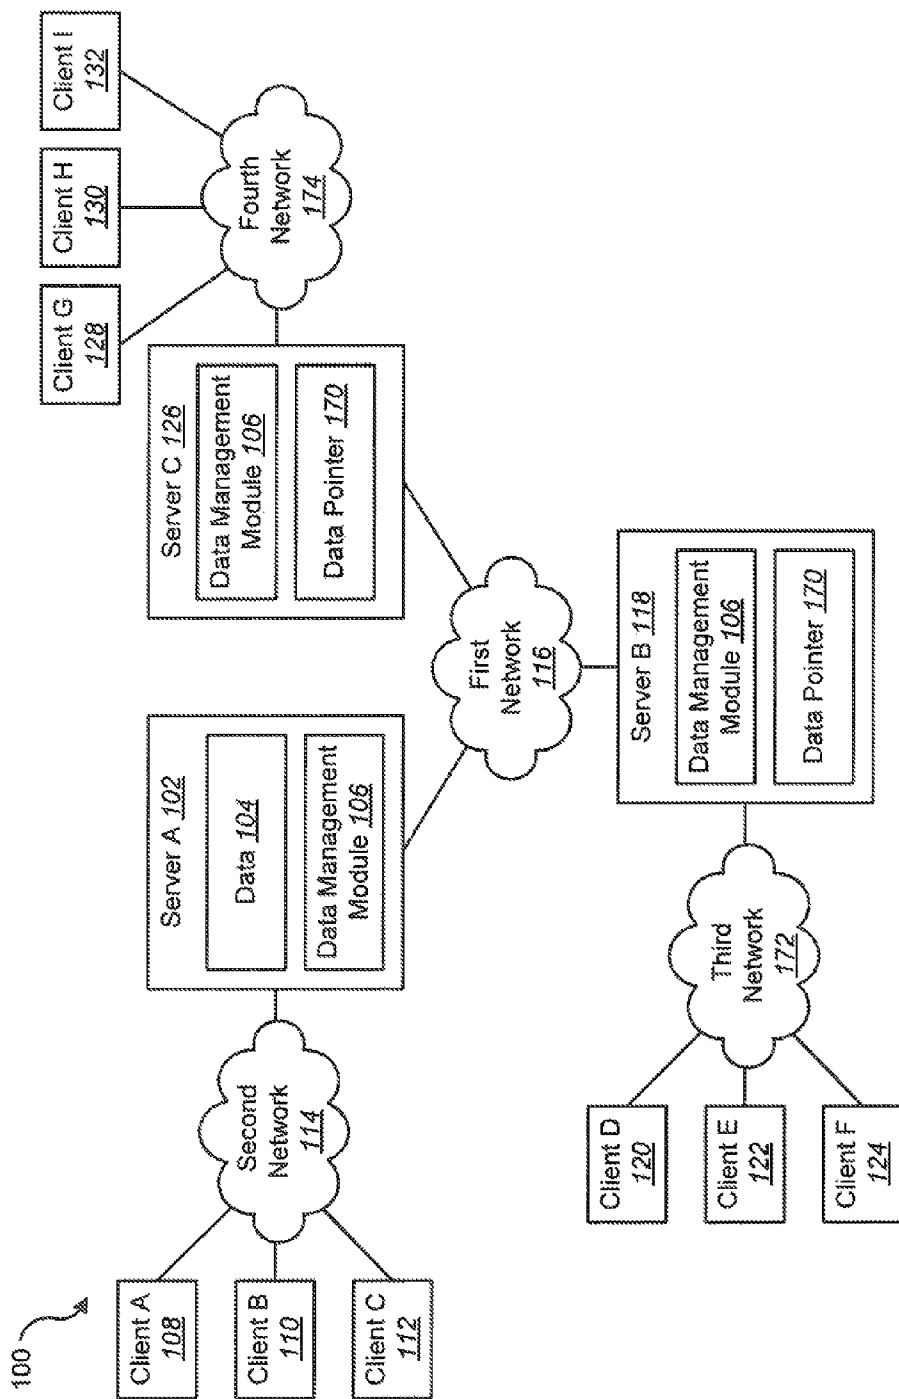 100
Client A
108
Client B
110
Client C
112
Second
Network
114
Server A 102
Data 104
Data Management
Module 106
First
Network
116
Server C 126
Data Management
Module 106
Data Pointer 170
Fourth
Network
174
Client G
128
Client H
130
Client I
132
Client D
120
Client E
122
Client F
124
Third
Network
172
Server B 118
Data Management
Module 106
Data Pointer 170